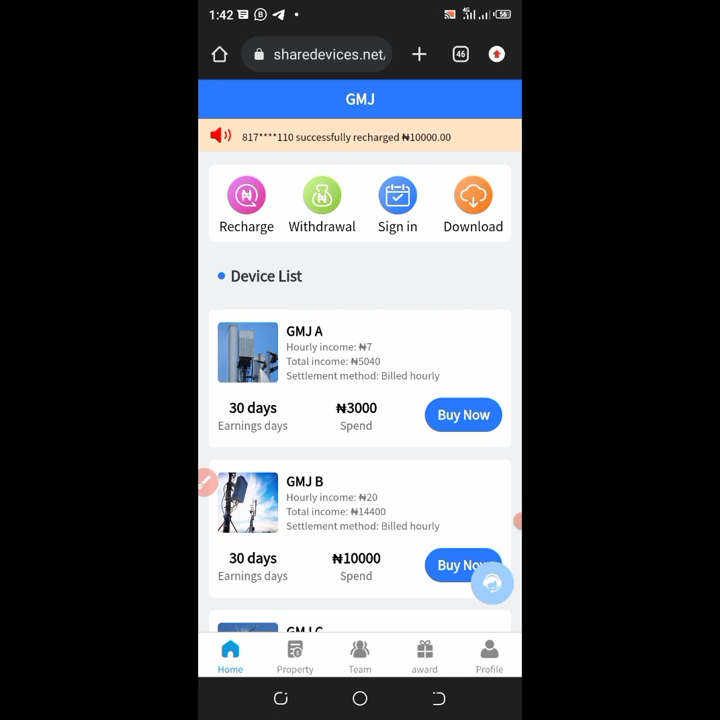 1:42
4G
56
sharedevices.net/
46
GMJ
817****110 successfully recharged ₦10000.00
Recharge
Withdrawal
Sign in
Download
Device List
GMJ A
Hourly income: ₦7
Total income: ₦5040
Settlement method: Billed hourly
30 days
₦3000
Buy Now
Earnings days
Spend
GMJ B
Hourly income: ₦20
Total income: ₦14400
Settlement method: Billed hourly
30 days
₦10000
Buy Now
Earnings days
Spend
GMJ C
Home
Property
Team
award
Profile